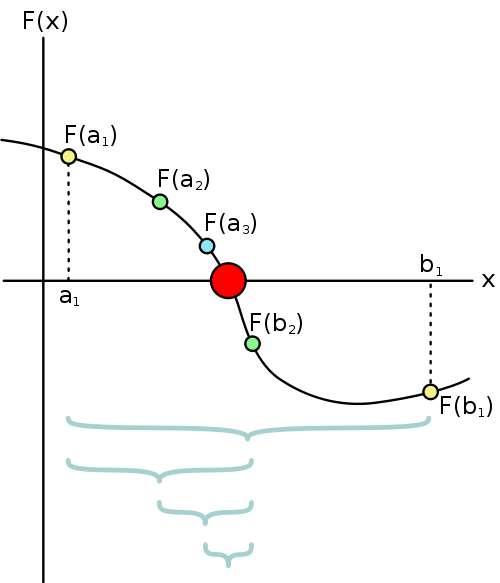 F(x)
F(a₁)
F(a₂)
F(a₃)
b₁
x
a₁
F(b₂)
F(b₁)